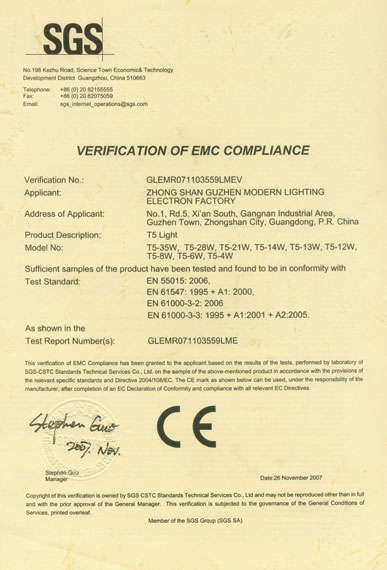 SGS
No.198 Kezhu Road, Science Town Economic& Technology
Development District Guangzhou, China 510663
Telephone: +86 (0) 20 82155555
Fax: +86 (0) 20 82075059
Email: sgs_internet_operations@sgs.com
VERIFICATION OF EMC COMPLIANCE
Verification No.: GLEMR071103559LMEV
Applicant: ZHONG SHAN GUZHEN MODERN LIGHTING
ELECTRON FACTORY
Address of Applicant: No.1, Rd.5, Xi'an South, Gangnan Industrial Area,
Guzhen Town, Zhongshan City, Guangdong, P.R. China
Product Description: T5 Light
Model No: T5-35W, T5-28W, T5-21W, T5-14W, T5-13W, T5-12W,
T5-8W, T5-6W, T5-4W
Sufficient samples of the product have been tested and found to be in conformity with
Test Standard: EN 55015: 2006,
EN 61547: 1995 + A1: 2000,
EN 61000-3-2: 2006
EN 61000-3-3: 1995 + A1:2001 + A2:2005.
As shown in the
Test Report Number(s): GLEMR071103559LME
This verification of EMC Compliance has been granted to the applicant based on the results of the tests, performed by laboratory of
SGS-CSTC Standards Technical Services Co., Ltd. on the sample of the above-mentioned product in accordance with the provisions of
the relevant specific standards and Directive 2004/108/EC. The CE mark as shown below can be used, under the responsibility of the
manufacturer, after completion of an EC Declaration of Conformity and compliance with all relevant EC Directives.
Stephen Guo
2007. Nov.
CE
Stephen Guo
Manager
Date:26 November 2007
Copyright of this verification is owned by SGS CSTC Standards Technical Services Co., Ltd and may not be reproduced other than in full
and with the prior approval of the General Manager. This verification is subjected to the governance of the General Conditions of
Services, printed overleaf.
Member of the SGS Group (SGS SA)